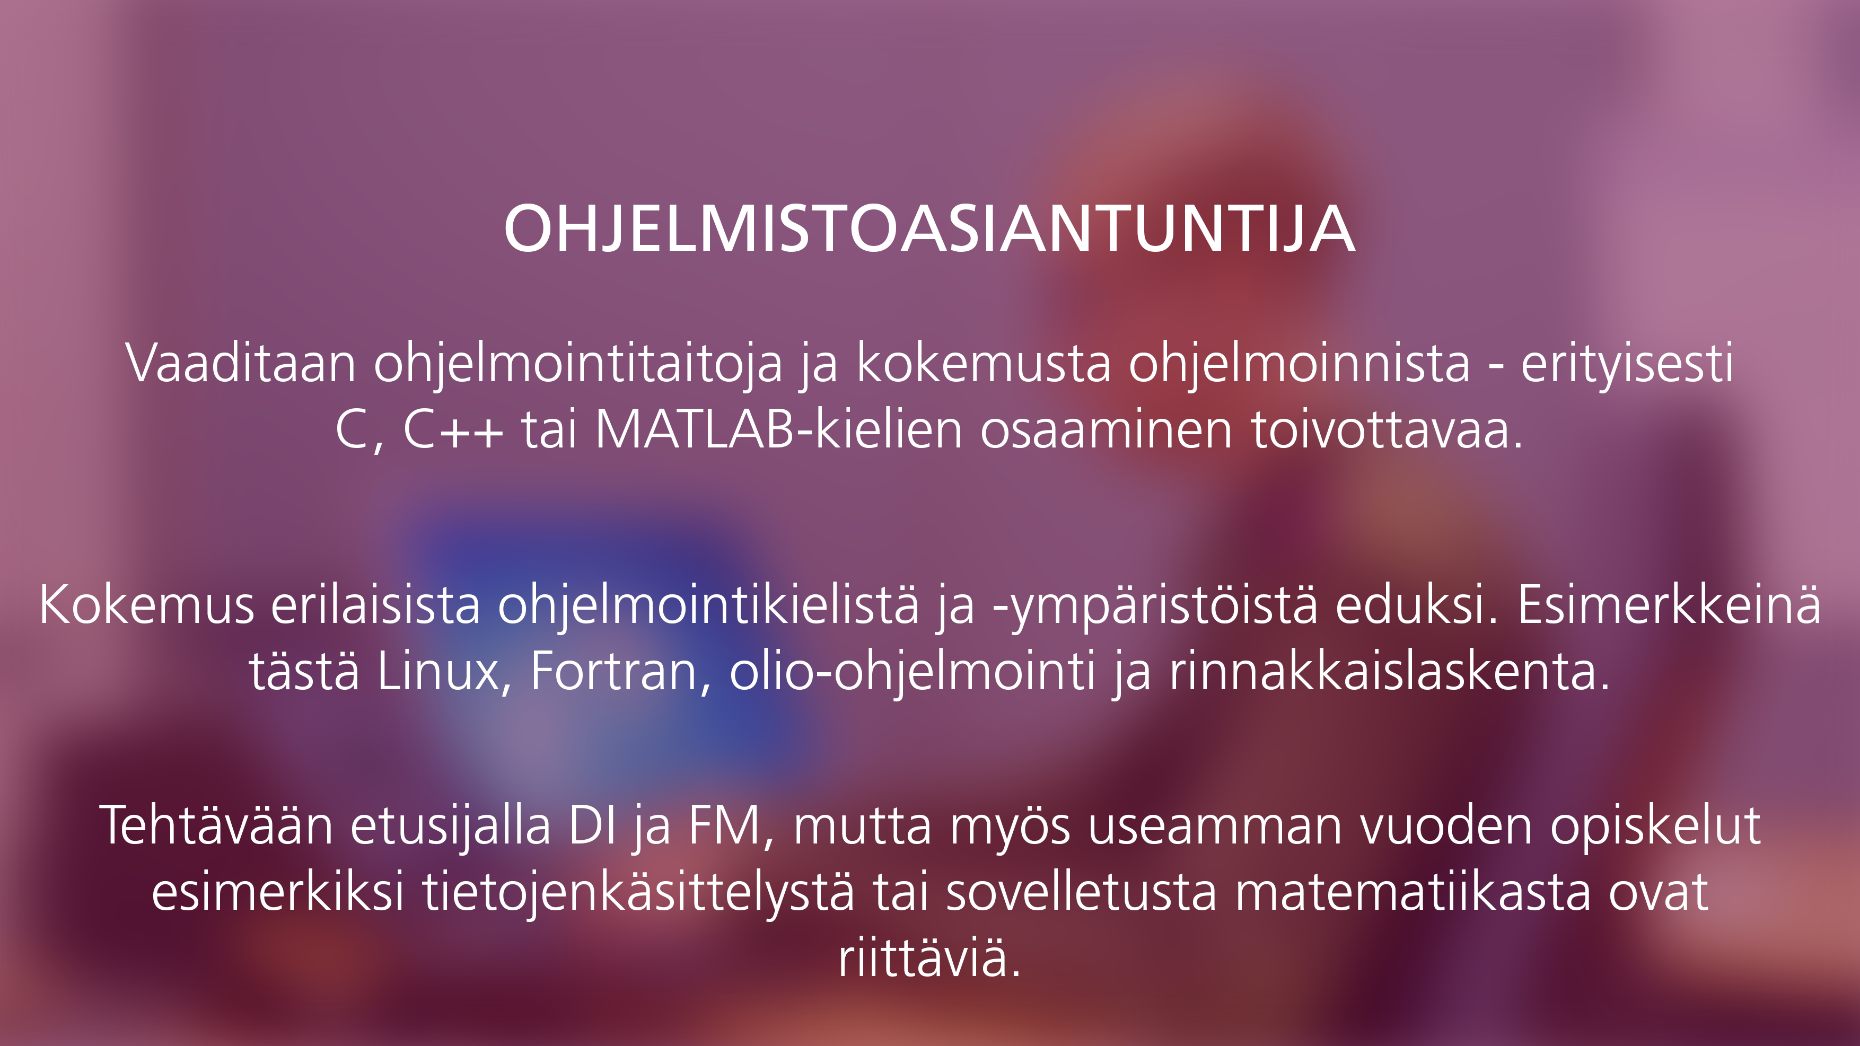 OHJELMISTOASIANTUNTIJA
Vaaditaan ohjelmointitaitoja ja kokemusta ohjelmoinnista - erityisesti
C, C++ tai MATLAB-kielien osaaminen toivottavaa.
Kokemus erilaisista ohjelmointikielistä ja -ympäristöistä eduksi. Esimerkkeinä
tästä Linux, Fortran, olio-ohjelmointi ja rinnakkaislaskenta.
Tehtävään etusijalla DI ja FM, mutta myös useamman vuoden opiskelut
esimerkiksi tietojenkäsittelystä tai sovelletusta matematiikasta ovat
riittäviä.